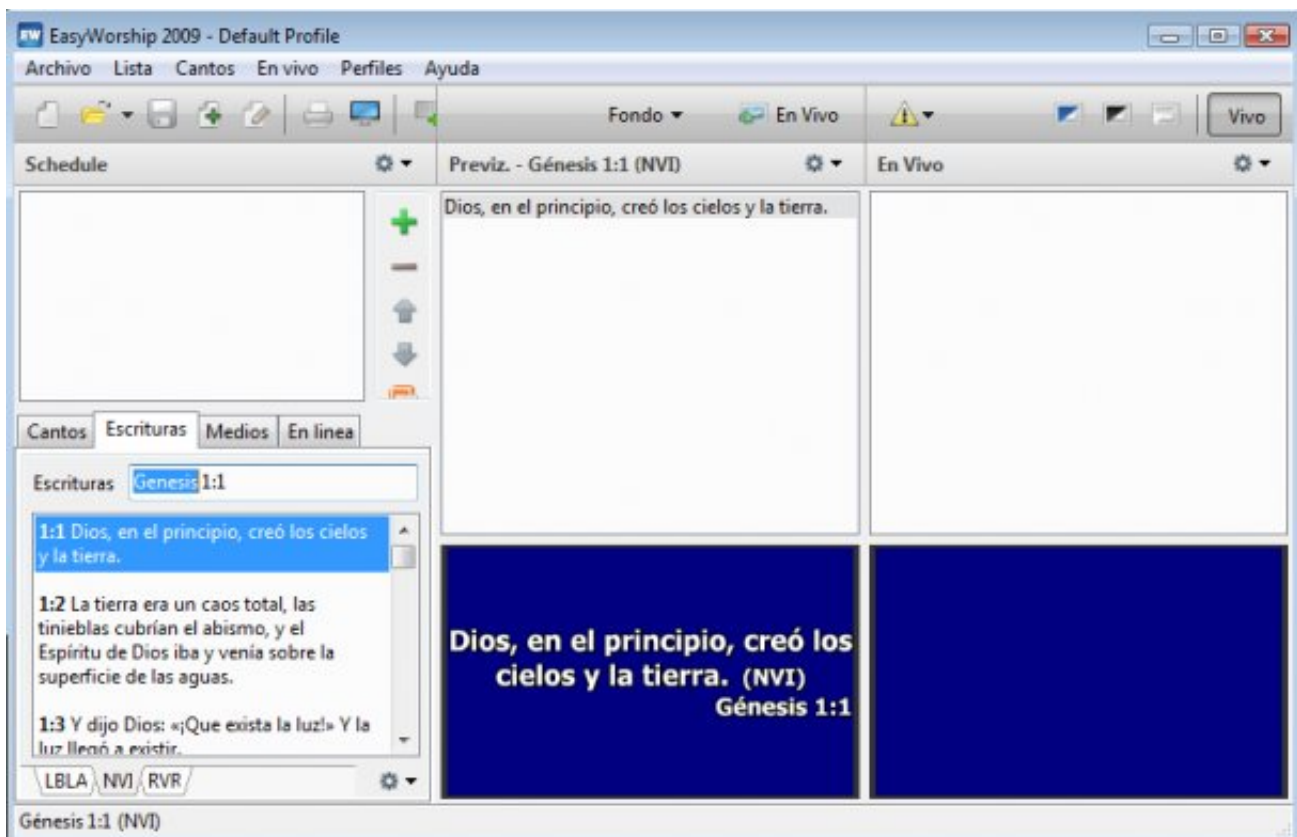 EasyWorship 2009 - Default Profile
Archivo Lista Cantos En vivo Perfiles Ayuda
Fondo En Vivo Vivo
Schedule
Previz. - Génesis 1:1 (NVI)
En Vivo
Dios, en el principio, creó los cielos y la tierra.
Cantos Escrituras Medios En linea
Escrituras Genesis 1:1
1:1 Dios, en el principio, creó los cielos
y la tierra.
1:2 La tierra era un caos total, las
tinieblas cubrían el abismo, y el
Espíritu de Dios iba y venía sobre la
superficie de las aguas.
1:3 Y dijo Dios: «¡Que exista la luz!» Y la
luz llegó a existir.
LBLA NVI RVR
Génesis 1:1 (NVI)
Dios, en el principio, creó los
cielos y la tierra. (NVI)
Génesis 1:1